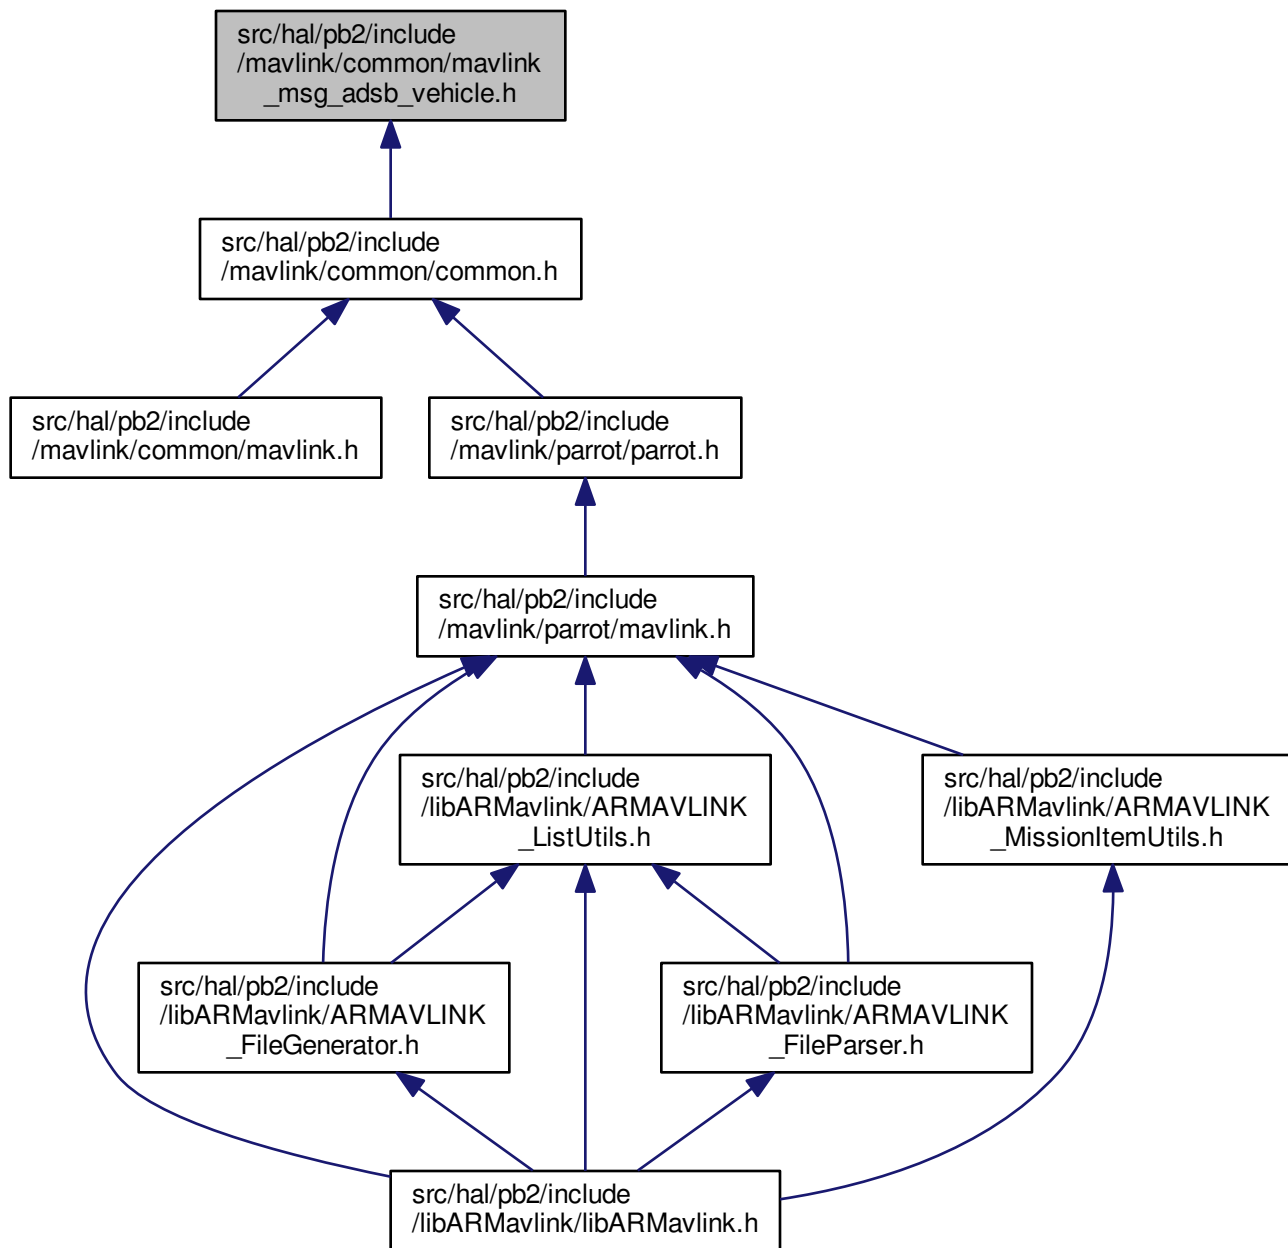 src/hal/pb2/include
/mavlink/common/mavlink
_msg_adsb_vehicle.h
src/hal/pb2/include
/mavlink/common/common.h
src/hal/pb2/include
/mavlink/common/mavlink.h
src/hal/pb2/include
/mavlink/parrot/parrot.h
src/hal/pb2/include
/mavlink/parrot/mavlink.h
src/hal/pb2/include
/libARMavlink/ARMAVLINK
_ListUtils.h
src/hal/pb2/include
/libARMavlink/ARMAVLINK
_MissionItemUtils.h
src/hal/pb2/include
/libARMavlink/ARMAVLINK
_FileGenerator.h
src/hal/pb2/include
/libARMavlink/ARMAVLINK
_FileParser.h
src/hal/pb2/include
/libARMavlink/libARMavlink.h